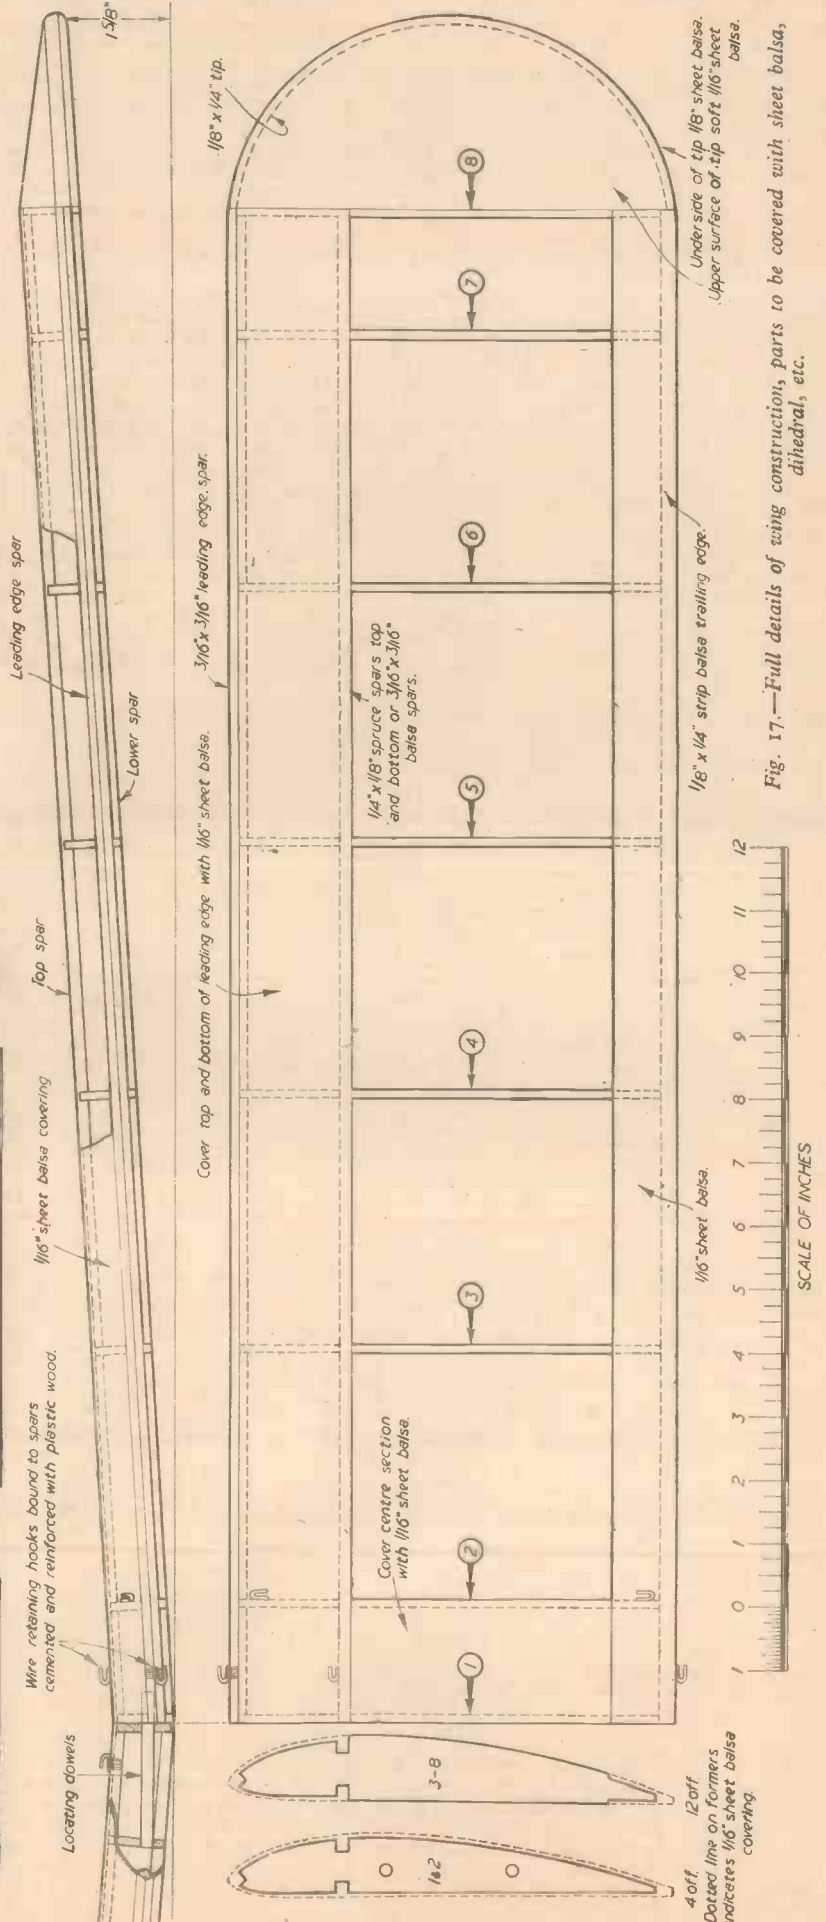 Wire retaining hooks bound to spars
cemented and reinforced with plastic wood.
1/16" sheet balsa covering
Top spar
Leading edge spar
Lower spar
1 5/8"
Locating dowels
Cover top and bottom of leading edge with 1/16" sheet balsa.
3/16" x 3/16" leading edge spar.
1/8" x 1/4" tip.
1/4" x 1/8" spruce spars top
and bottom or 3/16" x 3/16"
balsa spars.
Cover centre section
with 1/16" sheet balsa.
1
2
3
4
5
6
7
8
1/16" sheet balsa.
1/8" x 1/4" strip balsa trailing edge.
Underside of tip 1/8" sheet balsa.
Upper surface of tip soft 1/16" sheet
balsa.
1&2
3-8
4 off.
12 off
Dotted line on formers
indicates 1/16" sheet balsa
covering.
1 0 1 2 3 4 5 6 7 8 9 10 11 12
SCALE OF INCHES
Fig. 17.—Full details of wing construction, parts to be covered with sheet balsa,
dihedral, etc.